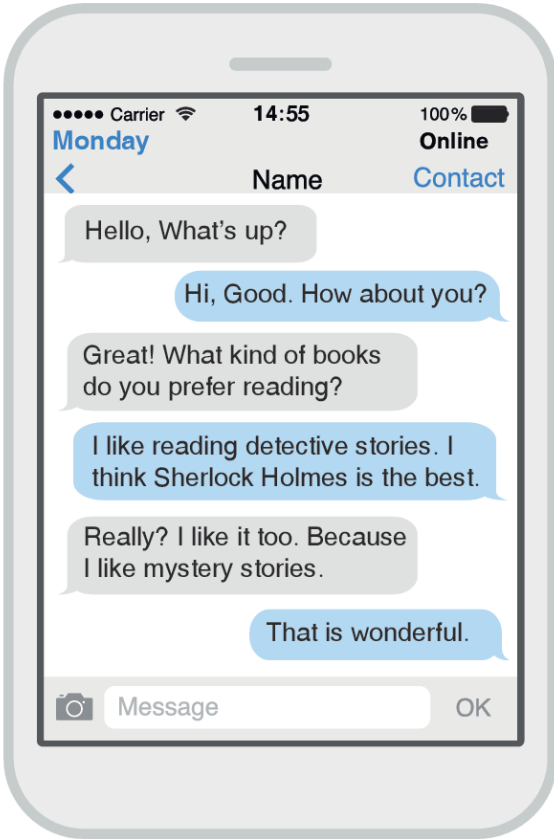 Carrier 14:55 100%
Monday Online
Name Contact
Hello, What's up?
Hi, Good. How about you?
Great! What kind of books
do you prefer reading?
I like reading detective stories. I
think Sherlock Holmes is the best.
Really? I like it too. Because
I like mystery stories.
That is wonderful.
Message OK